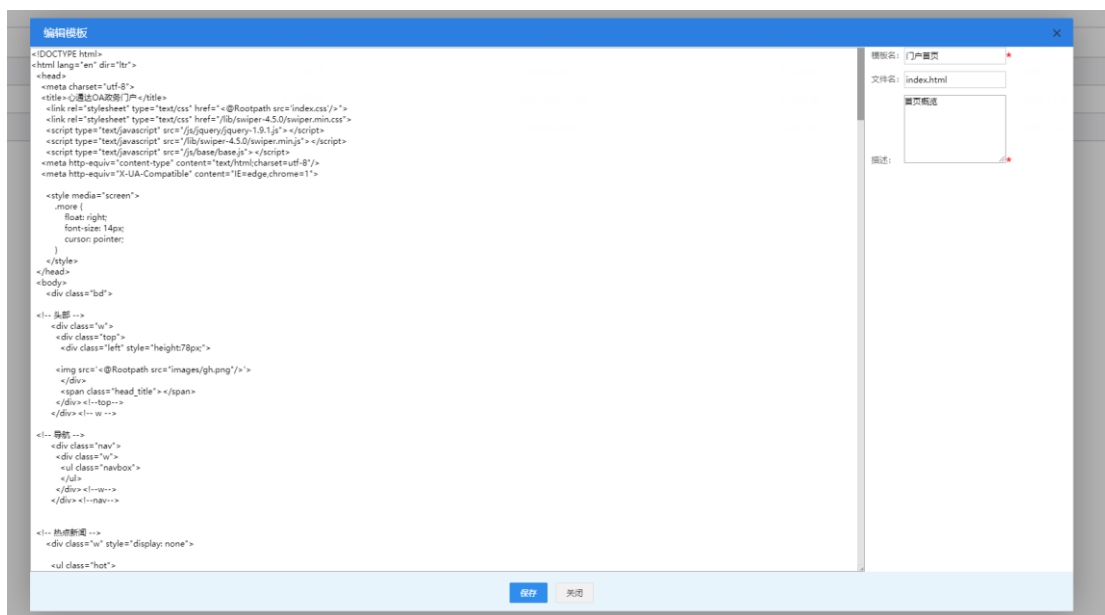 编辑模板
×
<!DOCTYPE html>
<html lang="en" dir="ltr">
<head>
<meta charset="utf-8">
<title>心通达OA政务门户</title>
<link rel="stylesheet" type="text/css" href="<@Rootpath src='index.css'/>">
<link rel="stylesheet" type="text/css" href="/lib/swiper-4.5.0/swiper.min.css">
<script type="text/javascript" src="/js/jquery/jquery-1.9.1.js"></script>
<script type="text/javascript" src="/lib/swiper-4.5.0/swiper.min.js"></script>
<script type="text/javascript" src="/js/base/base.js"></script>
<meta http-equiv="content-type" content="text/html;charset=utf-8"/>
<meta http-equiv="X-UA-Compatible" content="IE=edge,chrome=1">
<style media="screen">
.more {
float: right;
font-size: 14px;
cursor: pointer;
}
</style>
</head>
<body>
<div class="bd">
<!-- 头部 -->
<div class="w">
<div class="top">
<div class="left" style="height:78px;">
<img src='<@Rootpath src="images/gh.png"/>'>
</div>
<span class="head_title"></span>
</div><!--top-->
</div><!-- w -->
<!-- 导航 -->
<div class="nav">
<div class="w">
<ul class="navbox">
</ul>
</div><!--w-->
</div><!--nav-->
<!-- 热点新闻 -->
<div class="w" style="display: none">
<ul class="hot">
模板名: 门户首页 *
文件名: index.html
首页概览
描述: *
保存 关闭